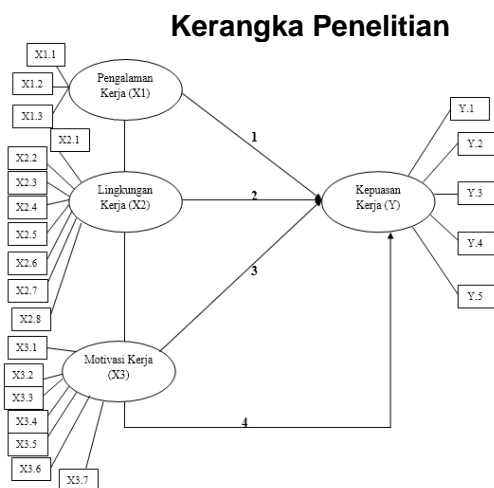 Kerangka Penelitian
X1.1
X1.2
X1.3
Pengalaman
Kerja (X1)
X2.1
X2.2
X2.3
X2.4
X2.5
X2.6
X2.7
X2.8
Lingkungan
Kerja (X2)
X3.1
X3.2
X3.3
X3.4
X3.5
X3.6
X3.7
Motivasi Kerja
(X3)
1
2
3
4
Kepuasan
Kerja (Y)
Y.1
Y.2
Y.3
Y.4
Y.5